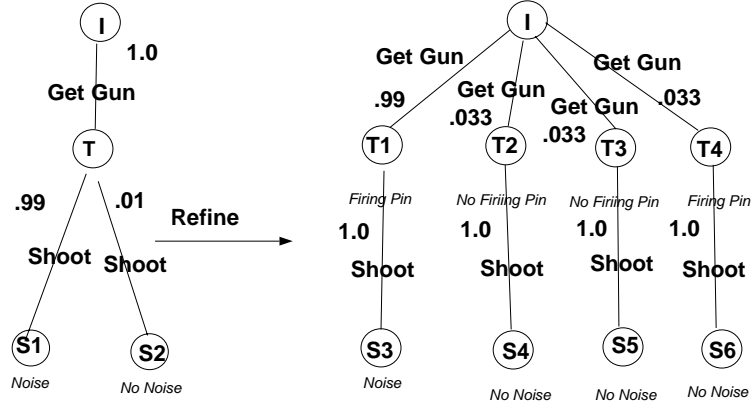 I
1.0
Get Gun
T
.99
.01
Shoot
Shoot
S1
S2
Noise
No Noise
Refine
I
Get Gun
Get Gun
Get Gun
Get Gun
.99
.033
.033
.033
T1
T2
T3
T4
Firing Pin
No Firiing Pin
No Firiing Pin
Firing Pin
1.0
1.0
1.0
1.0
Shoot
Shoot
Shoot
Shoot
S3
S4
S5
S6
Noise
No Noise
No Noise
No Noise